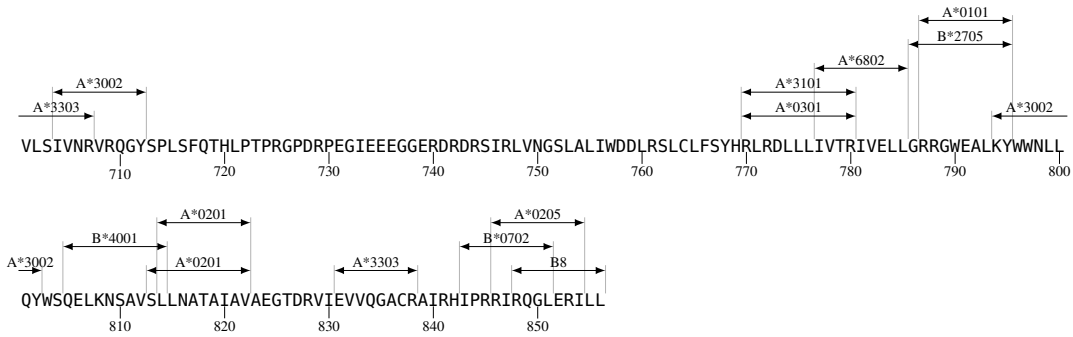 A*0101
B*2705
A*6802
A*3002 A*3101
A*3303 A*0301 A*3002
VLSIVNRVRQGYSPLSFQTHLPTPRGPDRPEGIEEEGGERDRDRSIRLVNGSLALIWDDLRSLCLFSYHRLRDLLLIVTRIVELLGRRGWEALKYWWNLL
710 720 730 740 750 760 770 780 790 800
A*0201 A*0205
B*4001 B*0702
A*3002 A*0201 A*3303 B8
QYWSQELKNSAVSLLNATAIAVAEGTDRVIEVVQGACRAIRHIPRRIRQGLERILL
810 820 830 840 850